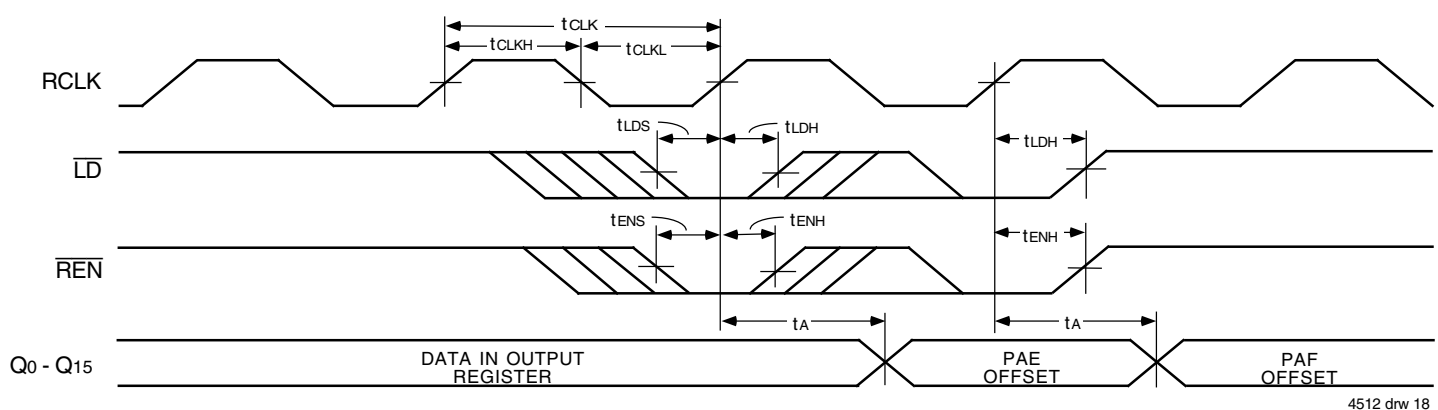 tCLK
tCLKH
tCLKL
RCLK
tLDS
tLDH
tLDH
LD
tENS
tENH
tENH
REN
tA
tA
Q0 - Q15
DATA IN OUTPUT
REGISTER
PAE
OFFSET
PAF
OFFSET
4512 drw 18